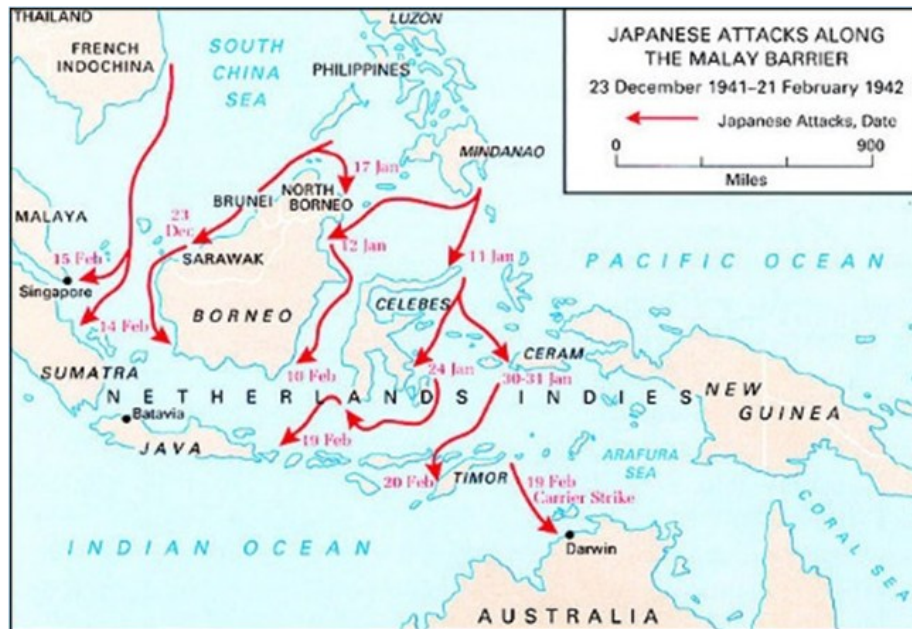 THAILAND
FRENCH
INDOCHINA
SOUTH
CHINA
SEA
LUZON
PHILIPPINES
MINDANAO
JAPANESE ATTACKS ALONG
THE MALAY BARRIER
23 December 1941–21 February 1942
Japanese Attacks, Date
0
900
Miles
MALAYA
15 Feb
Singapore
14 Feb
BRUNEI
NORTH
BORNEO
17 Jan
23
Dec
SARAWAK
12 Jan
11 Jan
BORNEO
CELEBES
PACIFIC OCEAN
SUMATRA
10 Feb
24 Jan
CERAM
30-31 Jan
NETHERLANDS INDIES
NEW
GUINEA
Batavia
JAVA
19 Feb
20 Feb
TIMOR
ARAFURA
SEA
19 Feb
Carrier Strike
INDIAN OCEAN
Darwin
CORAL SEA
AUSTRALIA